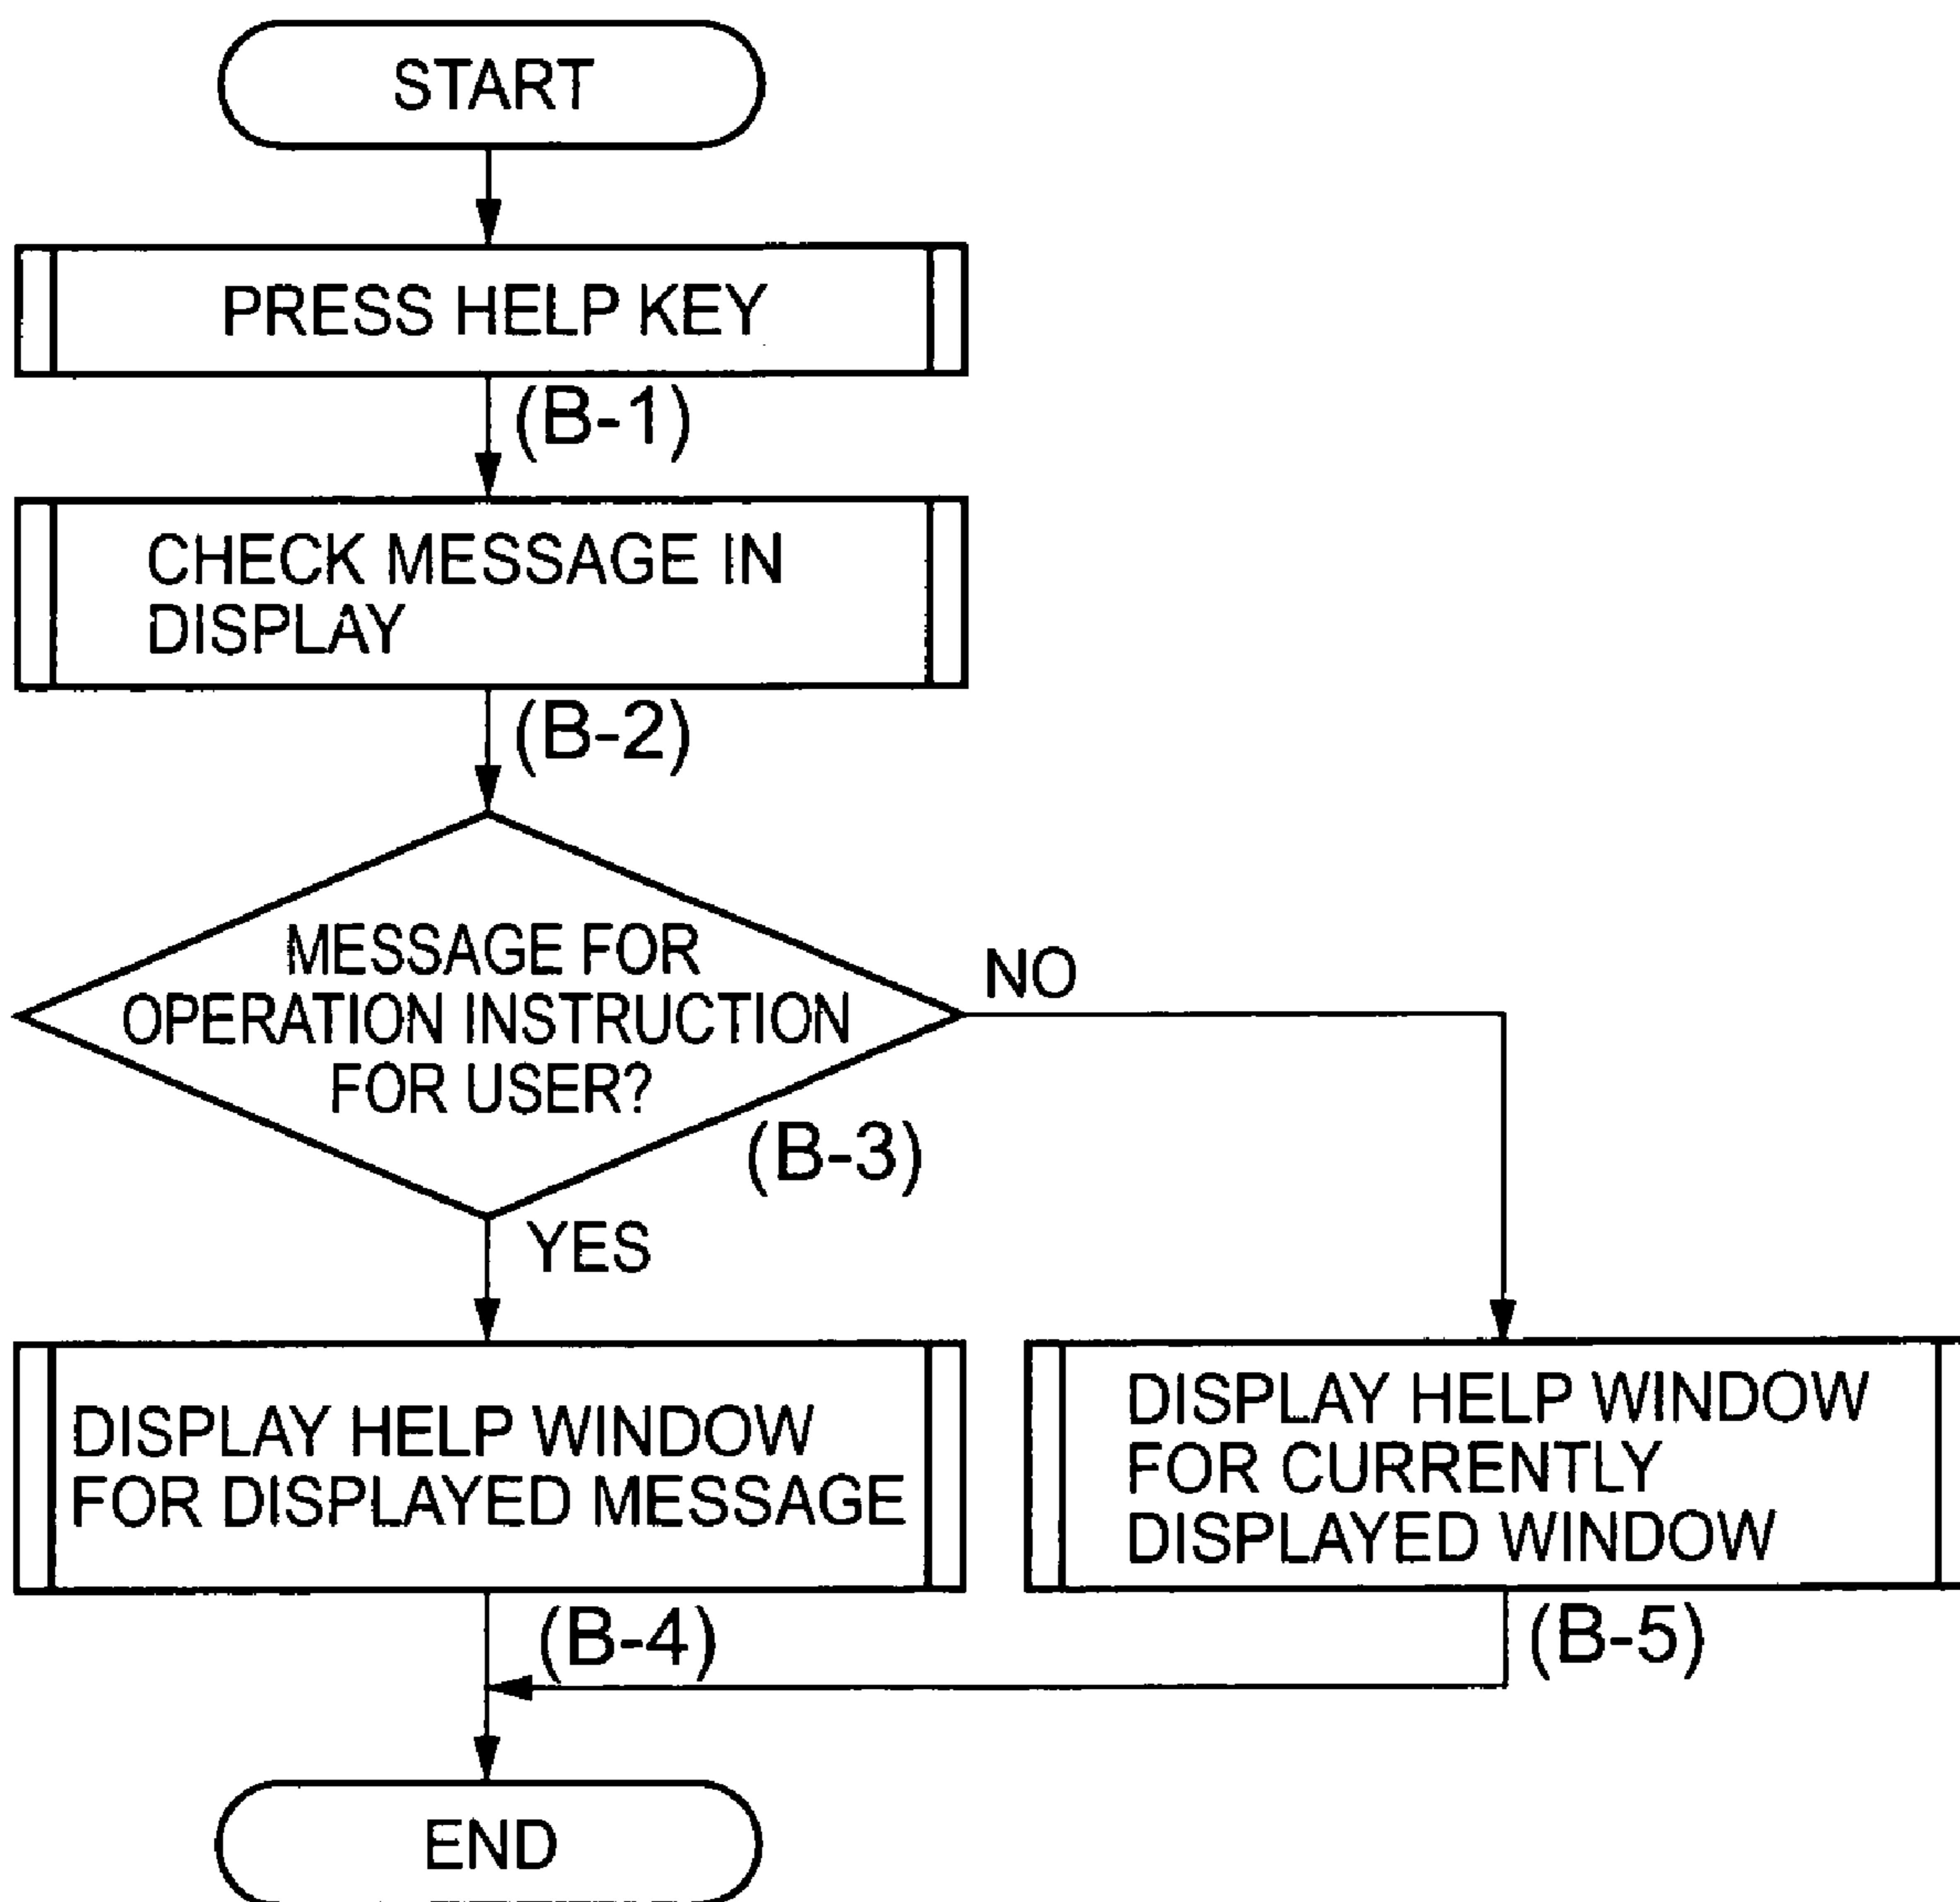 START
PRESS HELP KEY
(B-1)
CHECK MESSAGE IN
DISPLAY
(B-2)
MESSAGE FOR
OPERATION INSTRUCTION
FOR USER?
NO
(B-3)
YES
DISPLAY HELP WINDOW
FOR DISPLAYED MESSAGE
(B-4)
DISPLAY HELP WINDOW
FOR CURRENTLY
DISPLAYED WINDOW
(B-5)
END